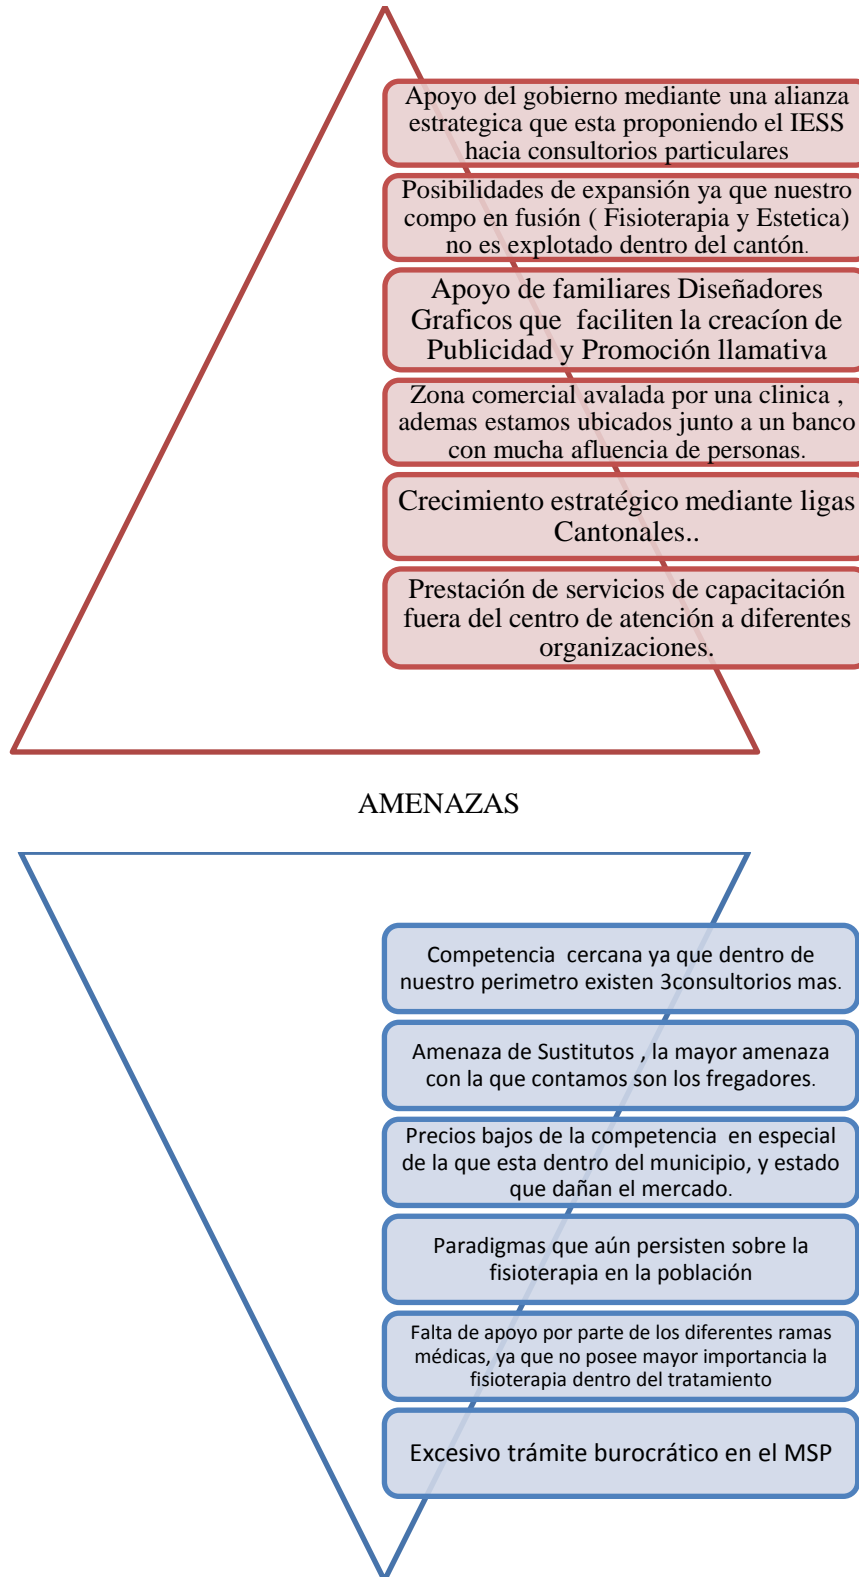 Apoyo del gobierno mediante una alianza
estrategica que esta proponiendo el IESS
hacia consultorios particulares
Posibilidades de expansión ya que nuestro
compo en fusión ( Fisioterapia y Estetica)
no es explotado dentro del cantón.
Apoyo de familiares Diseñadores
Graficos que  faciliten la creacíon de
Publicidad y Promoción llamativa
Zona comercial avalada por una clinica ,
ademas estamos ubicados junto a un banco
con mucha afluencia de personas.
Crecimiento estratégico mediante ligas
Cantonales..
Prestación de servicios de capacitación
fuera del centro de atención a diferentes
organizaciones.
AMENAZAS
Competencia  cercana ya que dentro de
nuestro perimetro existen 3consultorios mas.
Amenaza de Sustitutos , la mayor amenaza
con la que contamos son los fregadores.
Precios bajos de la competencia  en especial
de la que esta dentro del municipio, y estado
que dañan el mercado.
Paradigmas que aún persisten sobre la
fisioterapia en la población
Falta de apoyo por parte de los diferentes ramas
médicas, ya que no posee mayor importancia la
fisioterapia dentro del tratamiento
Excesivo trámite burocrático en el MSP